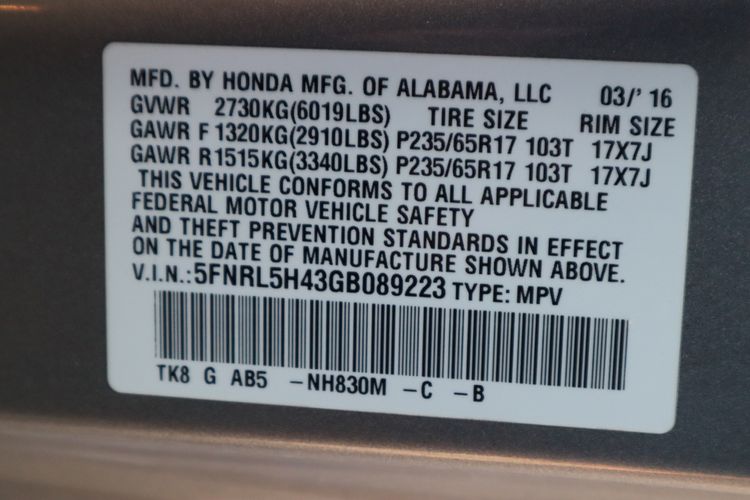 MFD. BY HONDA MFG. OF ALABAMA, LLC 03/' 16
GVWR 2730KG(6019LBS) TIRE SIZE RIM SIZE
GAWR F 1320KG(2910LBS) P235/65R17 103T 17X7J
GAWR R1515KG(3340LBS) P235/65R17 103T 17X7J
THIS VEHICLE CONFORMS TO ALL APPLICABLE
FEDERAL MOTOR VEHICLE SAFETY
AND THEFT PREVENTION STANDARDS IN EFFECT
ON THE DATE OF MANUFACTURE SHOWN ABOVE.
V.I.N.:5FNRL5H43GB089223 TYPE: MPV
TK8 G AB5 -NH830M -C -B